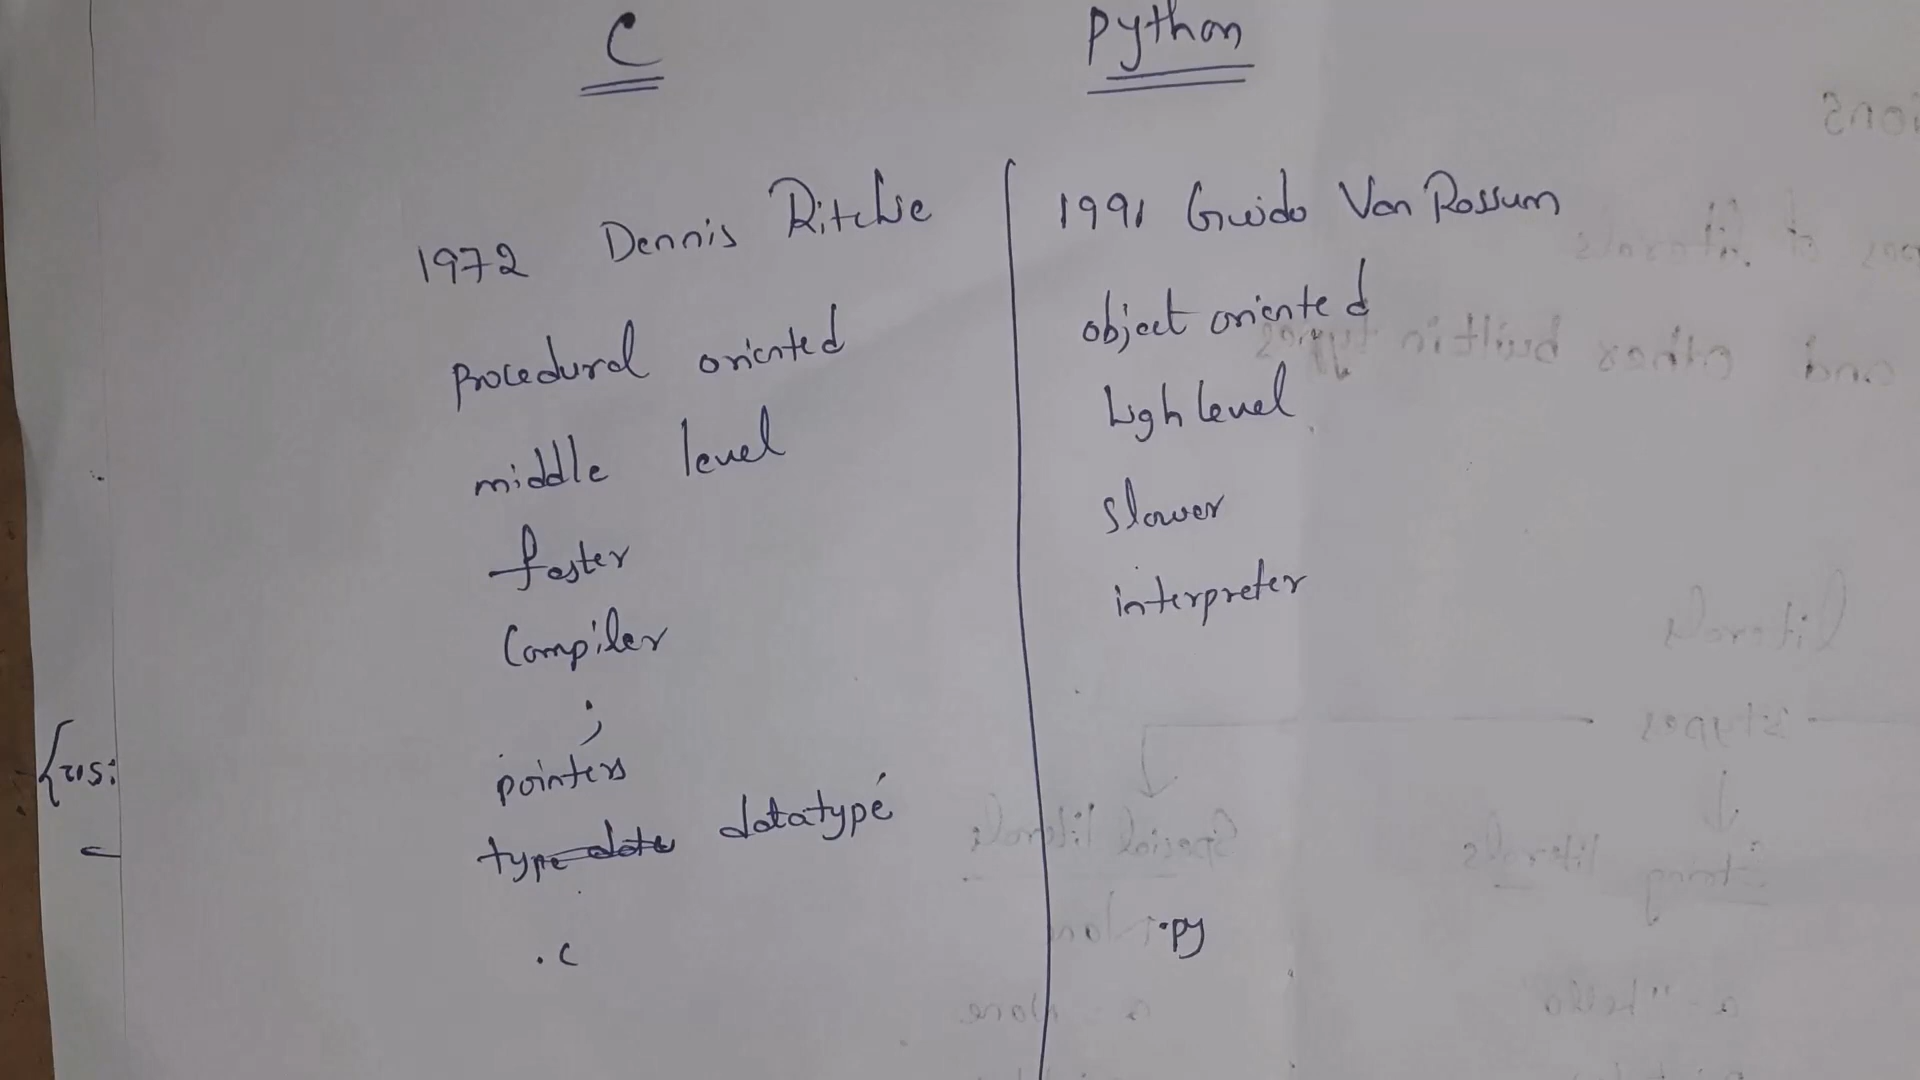 C Python
1972 Dennis Ritchie 1991 Guido Van Rossum
Procedural oriented object oriented
middle level high level
faster slower
Compiler interpreter
;
pointers
type data datatype
.c .py